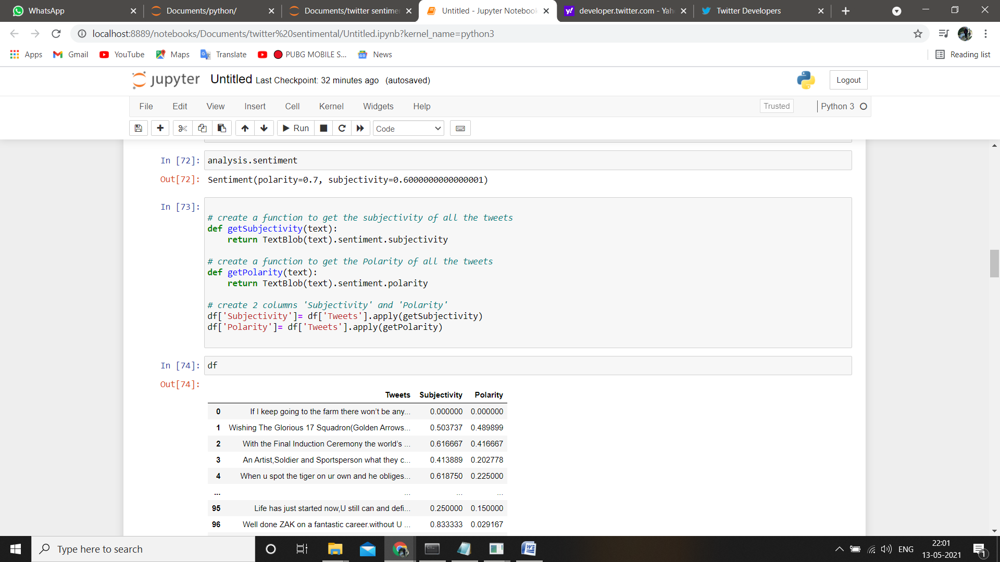 WhatsApp
Documents/python/
Documents/twitter sentime
Untitled - Jupyter Notebook
developer.twitter.com - Yah
Twitter Developers
localhost:8889/notebooks/Documents/twitter%20sentimental/Untitled.ipynb?kernel_name=python3
Apps
Gmail
YouTube
Maps
Translate
PUBG MOBILE S...
News
Reading list
jupyter
Untitled
Last Checkpoint: 32 minutes ago (autosaved)
Logout
File
Edit
View
Insert
Cell
Kernel
Widgets
Help
Trusted
Python 3
Run
Code
In [72]: analysis.sentiment
Out[72]: Sentiment(polarity=0.7, subjectivity=0.6000000000000001)
In [73]:
# create a function to get the subjectivity of all the tweets
def getSubjectivity(text):
    return TextBlob(text).sentiment.subjectivity
# create a function to get the Polarity of all the tweets
def getPolarity(text):
    return TextBlob(text).sentiment.polarity
# create 2 columns 'Subjectivity' and 'Polarity'
df['Subjectivity']= df['Tweets'].apply(getSubjectivity)
df['Polarity']= df['Tweets'].apply(getPolarity)
In [74]: df
Out[74]:
Tweets Subjectivity Polarity
0 If I keep going to the farm there won’t be any... 0.000000 0.000000
1 Wishing The Glorious 17 Squadron(Golden Arrows... 0.503737 0.489899
2 With the Final Induction Ceremony the world’s ... 0.616667 0.416667
3 An Artist,Soldier and Sportsperson what they c... 0.413889 0.202778
4 When u spot the tiger on ur own and he obliges... 0.618750 0.225000
... ... ... ...
95 Life has just started now,U still can and defi... 0.250000 0.150000
96 Well done ZAK on a fantastic career.without U ... 0.833333 0.029167
Type here to search
ENG
22:01
13-05-2021
1